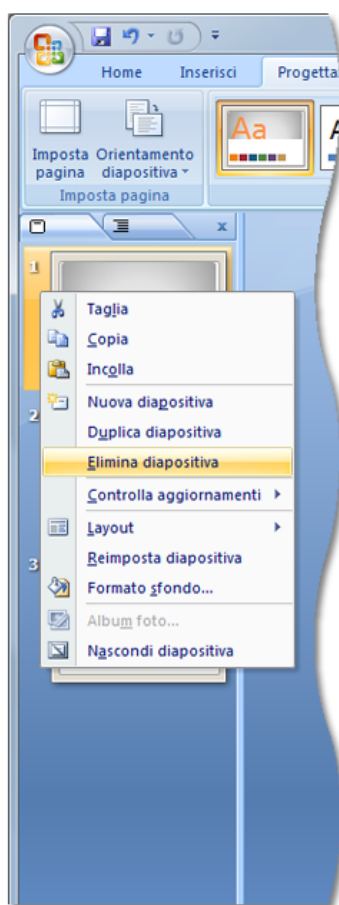 Home Inserisci Progetta
Imposta pagina
Orientamento diapositiva
Aa
Imposta pagina
x
1
Taglia
Copia
Incolla
2
Nuova diapositiva
Duplica diapositiva
Elimina diapositiva
Controlla aggiornamenti
Layout
3
Reimposta diapositiva
Formato sfondo...
Album foto...
Nascondi diapositiva